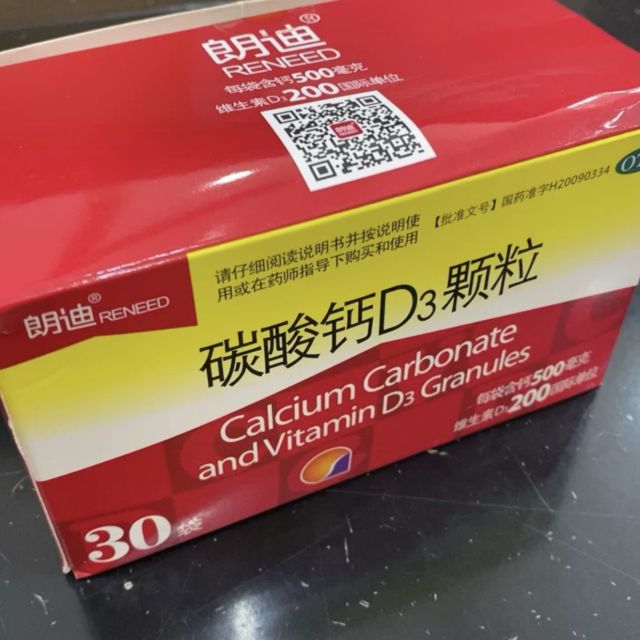 朗迪®
RENEED
每袋含钙500毫克
维生素D3200国际单位
请仔细阅读说明书并按说明使
用或在药师指导下购买和使用
【批准文号】国药准字H20090334
朗迪®RENEED
碳酸钙D3颗粒
Calcium Carbonate
and Vitamin D3 Granules
每袋含钙500毫克
维生素D3200国际单位
30袋